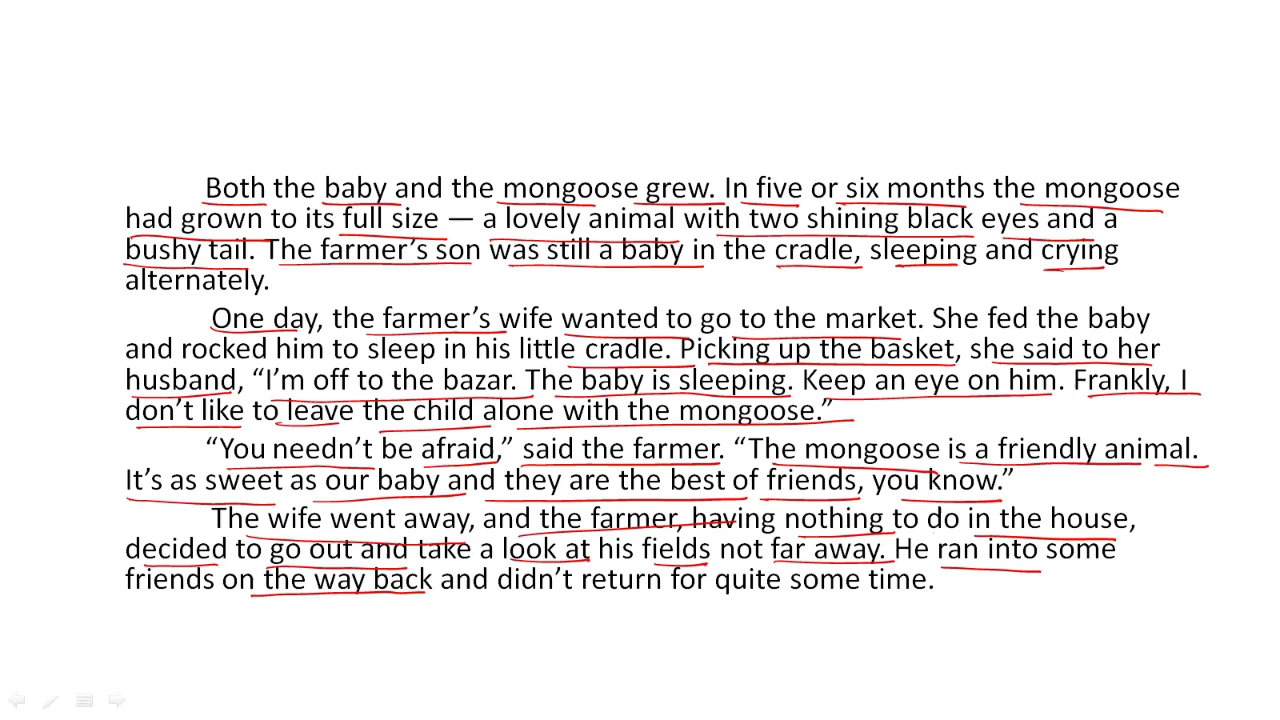 Both the baby and the mongoose grew. In five or six months the mongoose
had grown to its full size — a lovely animal with two shining black eyes and a
bushy tail. The farmer’s son was still a baby in the cradle, sleeping and crying
alternately.
One day, the farmer’s wife wanted to go to the market. She fed the baby
and rocked him to sleep in his little cradle. Picking up the basket, she said to her
husband, “I’m off to the bazar. The baby is sleeping. Keep an eye on him. Frankly, I
don’t like to leave the child alone with the mongoose.”
“You needn’t be afraid,” said the farmer. “The mongoose is a friendly animal.
It’s as sweet as our baby and they are the best of friends, you know.”
The wife went away, and the farmer, having nothing to do in the house,
decided to go out and take a look at his fields not far away. He ran into some
friends on the way back and didn’t return for quite some time.